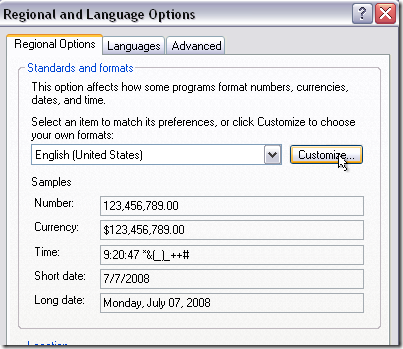 Regional and Language Options
Regional Options Languages Advanced
Standards and formats
This option affects how some programs format numbers, currencies,
dates, and time.
Select an item to match its preferences, or click Customize to choose
your own formats:
English (United States) Customize...
Samples
Number: 123,456,789.00
Currency: $123,456,789.00
Time: 9:20:47 *&(_)_++#
Short date: 7/7/2008
Long date: Monday, July 07, 2008
Location